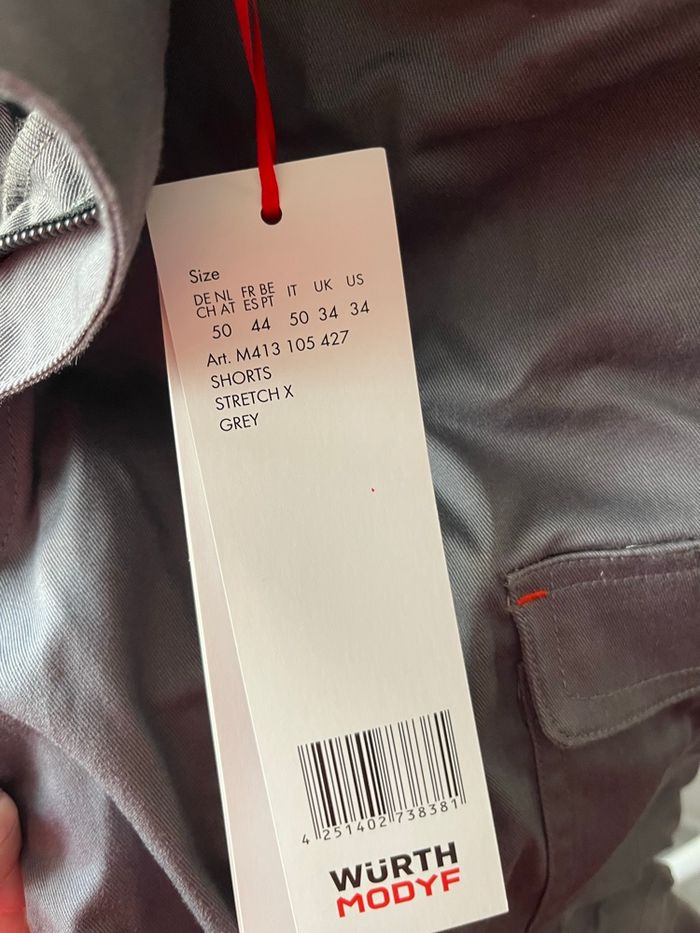 Size
DE NL FR BE IT UK US
CH AT ES PT
50 44 50 34 34
Art. M413 105 427
SHORTS
STRETCH X
GREY
4 251402 738381
WÜRTH
MODYF